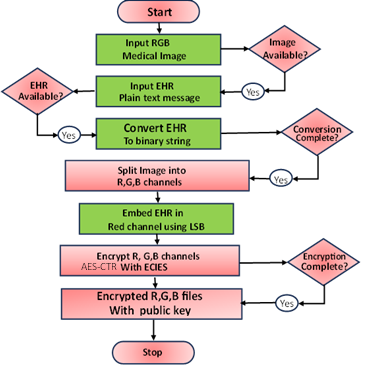 Start
Input RGB
Medical Image
Image
Available?
Yes
Input EHR
Plain text message
EHR
Available?
Yes
Convert EHR
To binary string
Conversion
Complete?
Yes
Split Image into
R,G,B channels
Embed EHR in
Red channel using LSB
Encrypt R, G,B channels
AES-CTR With ECIES
Encryption
Complete?
Yes
Encrypted R,G,B files
With public key
Stop